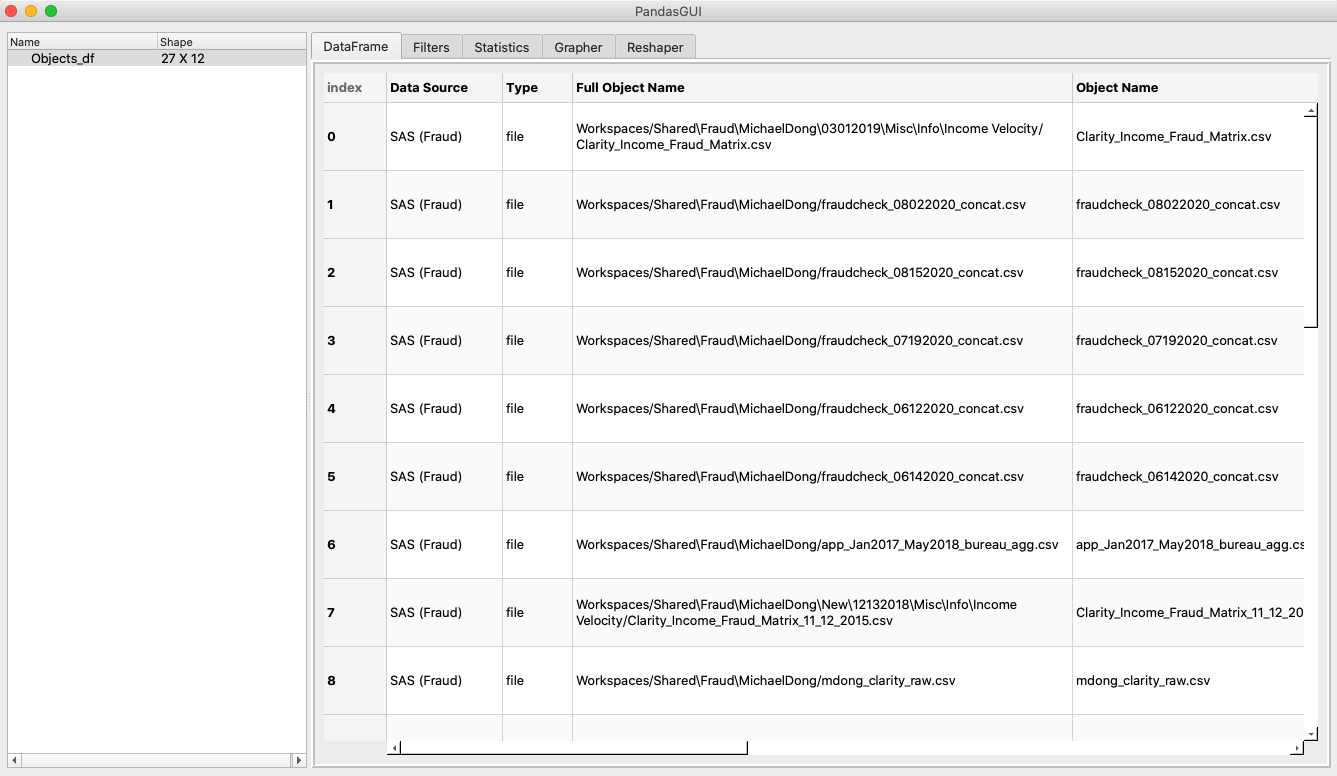 PandasGUI
Name Shape
Objects_df 27 X 12
DataFrame Filters Statistics Grapher Reshaper
index Data Source Type Full Object Name Object Name
0 SAS (Fraud) file Workspaces/Shared\Fraud\MichaelDong\03012019\Misc\Info\Income Velocity/ Clarity_Income_Fraud_Matrix.csv
Clarity_Income_Fraud_Matrix.csv
1 SAS (Fraud) file Workspaces/Shared\Fraud\MichaelDong/fraudcheck_08022020_concat.csv fraudcheck_08022020_concat.csv
2 SAS (Fraud) file Workspaces/Shared\Fraud\MichaelDong/fraudcheck_08152020_concat.csv fraudcheck_08152020_concat.csv
3 SAS (Fraud) file Workspaces/Shared\Fraud\MichaelDong/fraudcheck_07192020_concat.csv fraudcheck_07192020_concat.csv
4 SAS (Fraud) file Workspaces/Shared\Fraud\MichaelDong/fraudcheck_06122020_concat.csv fraudcheck_06122020_concat.csv
5 SAS (Fraud) file Workspaces/Shared\Fraud\MichaelDong/fraudcheck_06142020_concat.csv fraudcheck_06142020_concat.csv
6 SAS (Fraud) file Workspaces/Shared\Fraud\MichaelDong/app_Jan2017_May2018_bureau_agg.csv app_Jan2017_May2018_bureau_agg.cs
7 SAS (Fraud) file Workspaces/Shared\Fraud\MichaelDong\New\12132018\Misc\Info\Income Clarity_Income_Fraud_Matrix_11_12_20
Velocity/Clarity_Income_Fraud_Matrix_11_12_2015.csv
8 SAS (Fraud) file Workspaces/Shared\Fraud\MichaelDong/mdong_clarity_raw.csv mdong_clarity_raw.csv